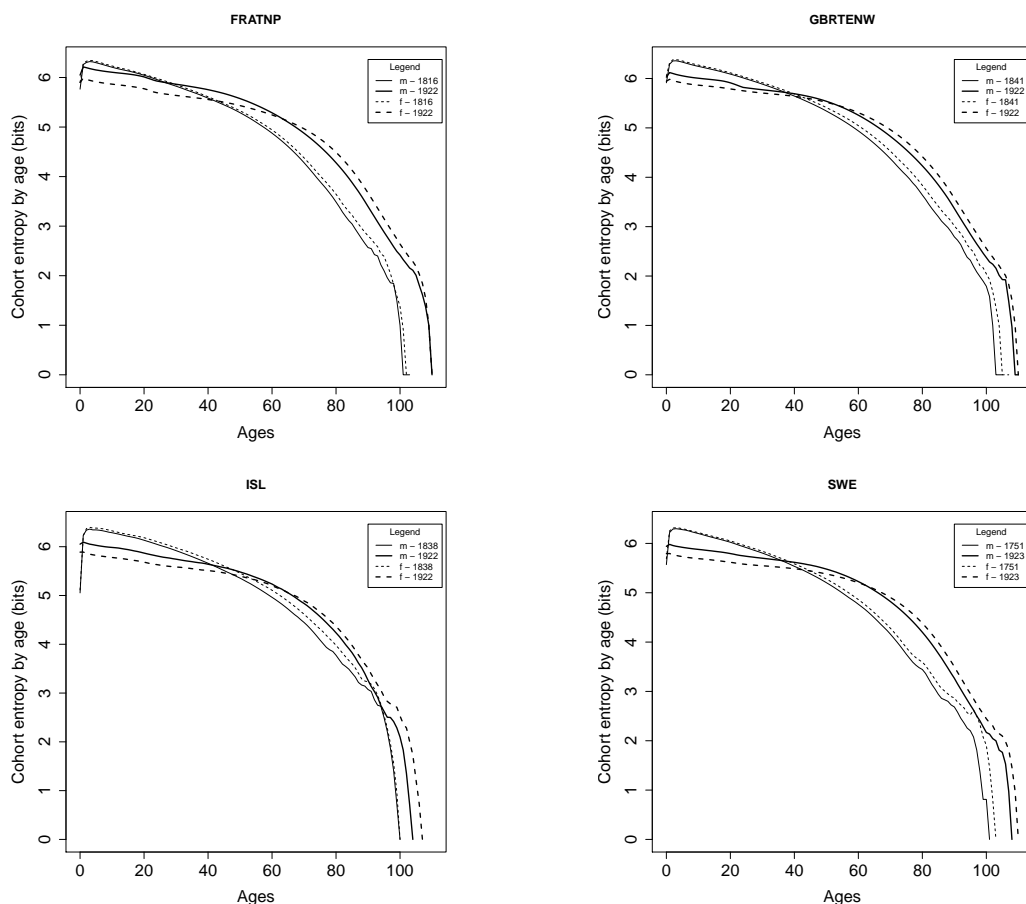 FRATNP
Legend
m − 1816
m − 1922
f − 1816
f − 1922
Cohort entropy by age (bits)
0 1 2 3 4 5 6
0 20 40 60 80 100
Ages
GBRTENW
Legend
m − 1841
m − 1922
f − 1841
f − 1922
Cohort entropy by age (bits)
0 1 2 3 4 5 6
0 20 40 60 80 100
Ages
ISL
Legend
m − 1838
m − 1922
f − 1838
f − 1922
Cohort entropy by age (bits)
0 1 2 3 4 5 6
0 20 40 60 80 100
Ages
SWE
Legend
m − 1751
m − 1923
f − 1751
f − 1923
Cohort entropy by age (bits)
0 1 2 3 4 5 6
0 20 40 60 80 100
Ages